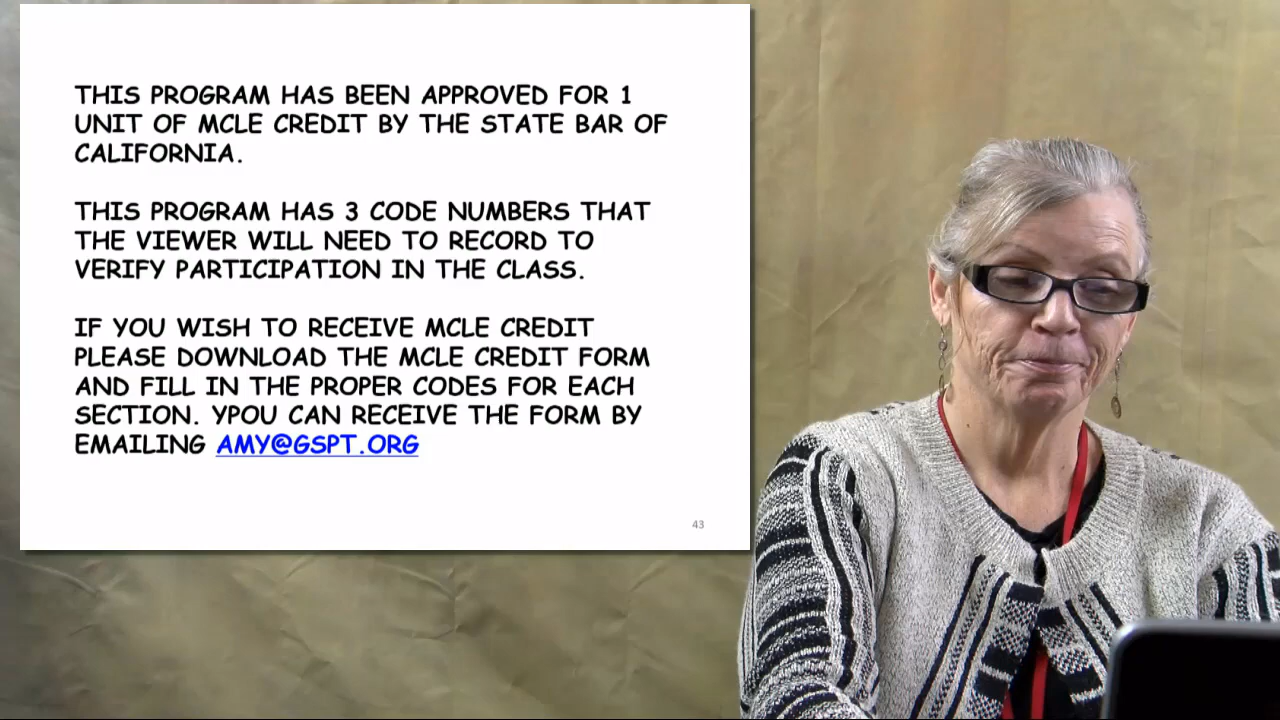 THIS PROGRAM HAS BEEN APPROVED FOR 1
UNIT OF MCLE CREDIT BY THE STATE BAR OF
CALIFORNIA.
THIS PROGRAM HAS 3 CODE NUMBERS THAT
THE VIEWER WILL NEED TO RECORD TO
VERIFY PARTICIPATION IN THE CLASS.
IF YOU WISH TO RECEIVE MCLE CREDIT
PLEASE DOWNLOAD THE MCLE CREDIT FORM
AND FILL IN THE PROPER CODES FOR EACH
SECTION. YPOU CAN RECEIVE THE FORM BY
EMAILING AMY@GSPT.ORG
43